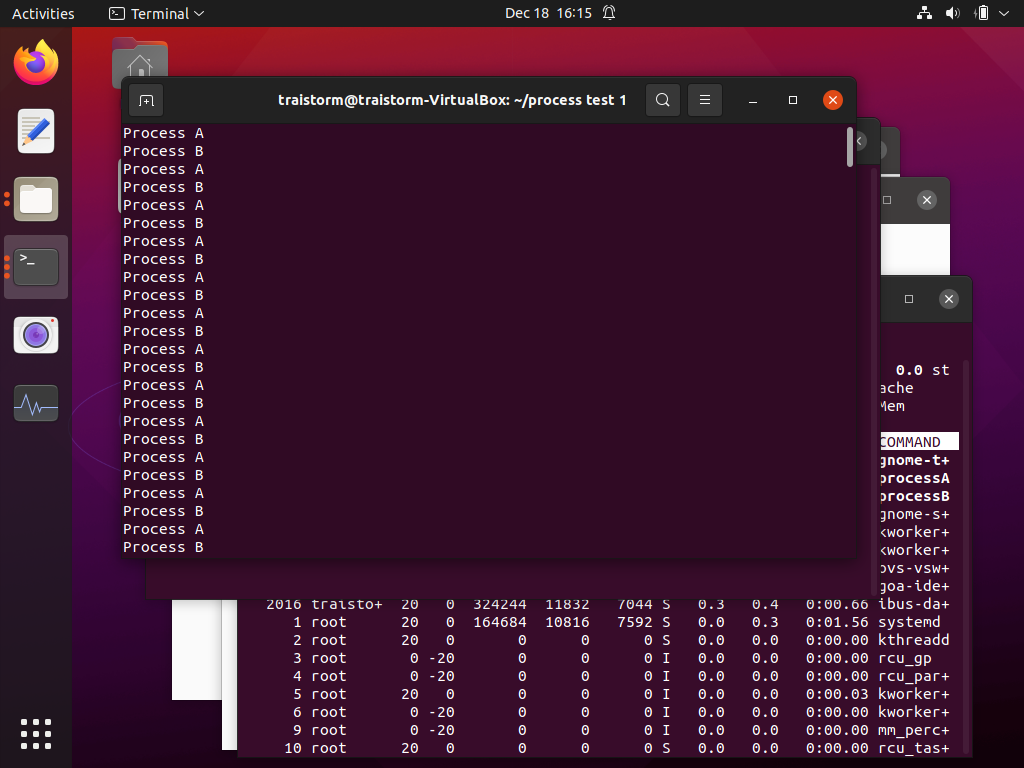 Activities
Terminal
Dec 18 16:15
traistorm@traistorm-VirtualBox: ~/process test 1
Process A
Process B
Process A
Process B
Process A
Process B
Process A
Process B
Process A
Process B
Process A
Process B
Process A
Process B
Process A
Process B
Process A
Process B
Process A
Process B
Process A
Process B
Process A
Process B
>_
0.0 st
ache
Mem
COMMAND
gnome-t+
processA
processB
gnome-s+
kworker+
kworker+
ovs-vsw+
goa-ide+
2016 traisto+ 20 0 324244 11832 7044 S 0.3 0.4 0:00.66 ibus-da+
1 root 20 0 164684 10816 7592 S 0.0 0.3 0:01.56 systemd
2 root 20 0 0 0 0 S 0.0 0.0 0:00.00 kthreadd
3 root 0 -20 0 0 0 I 0.0 0.0 0:00.00 rcu_gp
4 root 0 -20 0 0 0 I 0.0 0.0 0:00.00 rcu_par+
5 root 20 0 0 0 0 I 0.0 0.0 0:00.03 kworker+
6 root 0 -20 0 0 0 I 0.0 0.0 0:00.00 kworker+
9 root 0 -20 0 0 0 I 0.0 0.0 0:00.00 mm_perc+
10 root 20 0 0 0 0 S 0.0 0.0 0:00.00 rcu_tas+